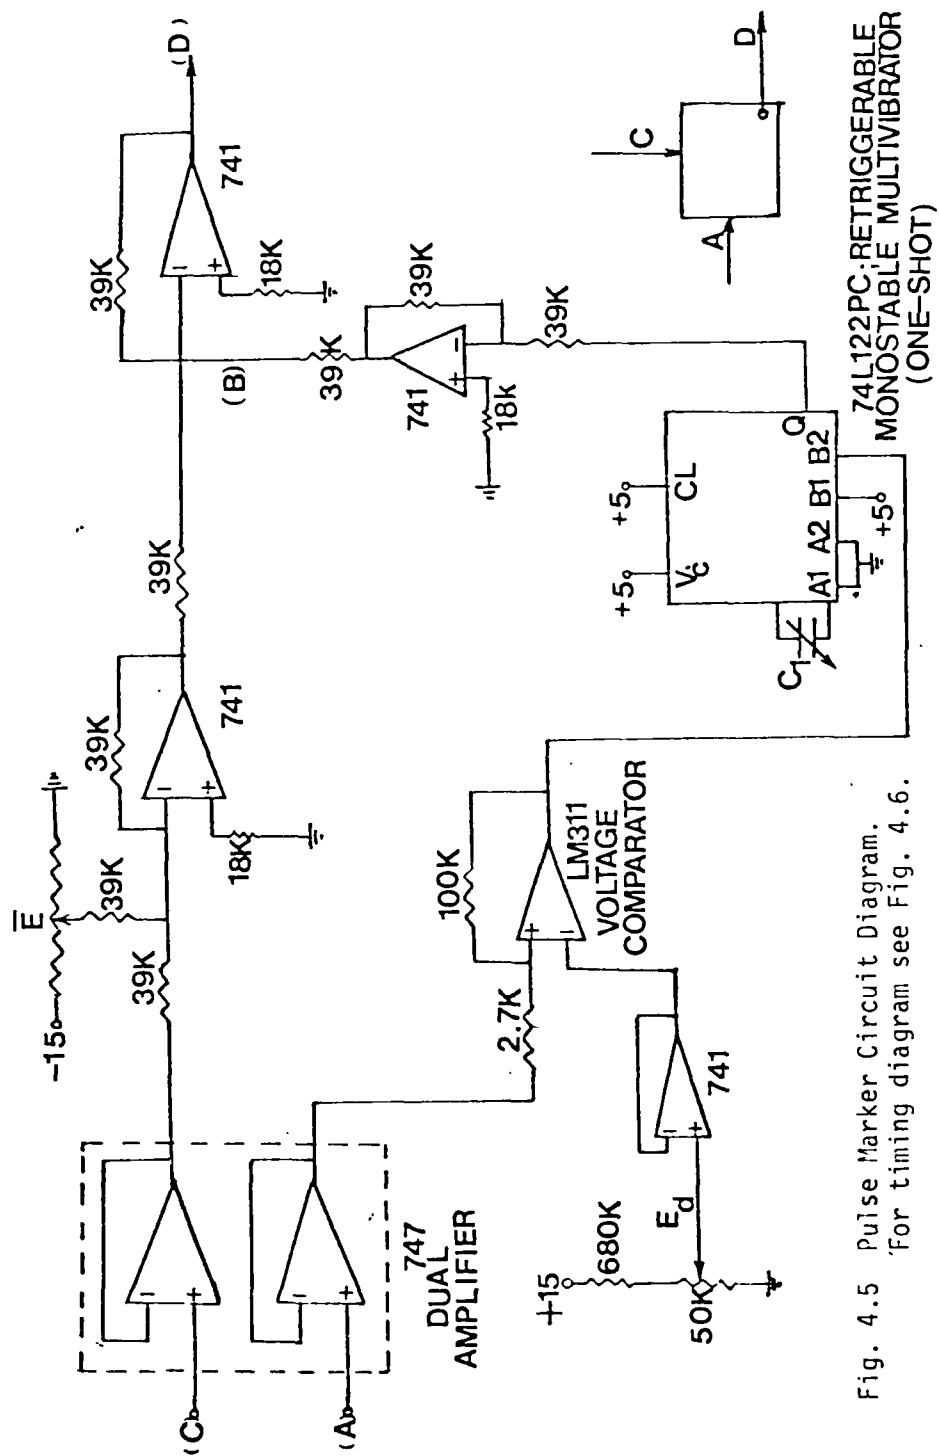 (C)
(A)
747
DUAL
AMPLIFIER
-15
E
39K
39K
39K
741
18K
39K
39K
741
18K
(D)
(B)
39K
39K
39K
741
18k
2.7K
100K
LM311
VOLTAGE
COMPARATOR
+15
680K
50K
Ed
741
+5
+5
Vc
CL
Q
A1 A2 B1 B2
+5
C1
74L122PC-RETRIGGERABLE
MONOSTABLE MULTIVIBRATOR
(ONE-SHOT)
A
C
D
Fig. 4.5 Pulse Marker Circuit Diagram.
For timing diagram see Fig. 4.6.